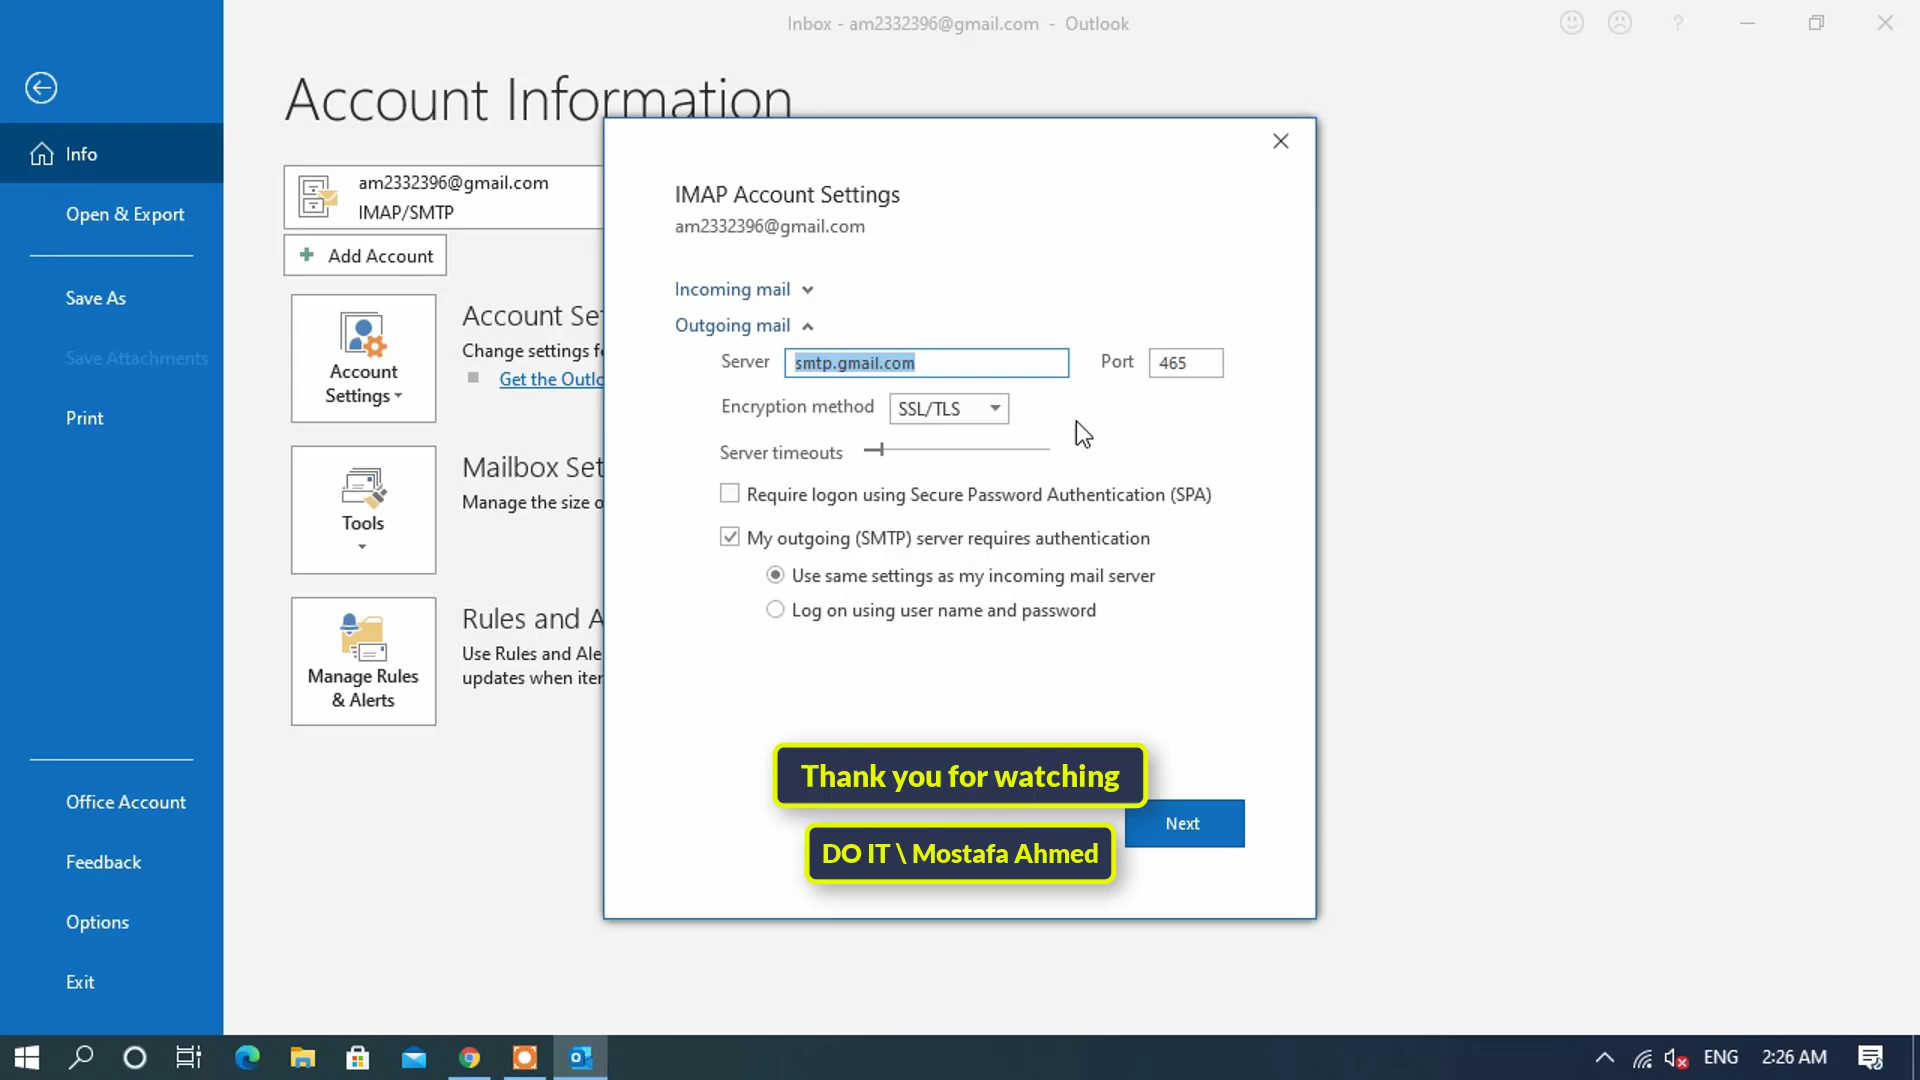 Inbox - am2332396@gmail.com - Outlook
?
Account Information
Info
Open & Export
Save As
Save Attachments
Print
Office Account
Feedback
Options
Exit
am2332396@gmail.com
IMAP/SMTP
+ Add Account
Account
Settings
Account Se
Change settings f
Get the Outlo
Tools
Mailbox Set
Manage the size o
Manage Rules
& Alerts
Rules and A
Use Rules and Ale
updates when iter
IMAP Account Settings
am2332396@gmail.com
Incoming mail
Outgoing mail
Server smtp.gmail.com Port 465
Encryption method SSL/TLS
Server timeouts
Require logon using Secure Password Authentication (SPA)
My outgoing (SMTP) server requires authentication
Use same settings as my incoming mail server
Log on using user name and password
Thank you for watching
Next
DO IT \ Mostafa Ahmed
ENG 2:26 AM